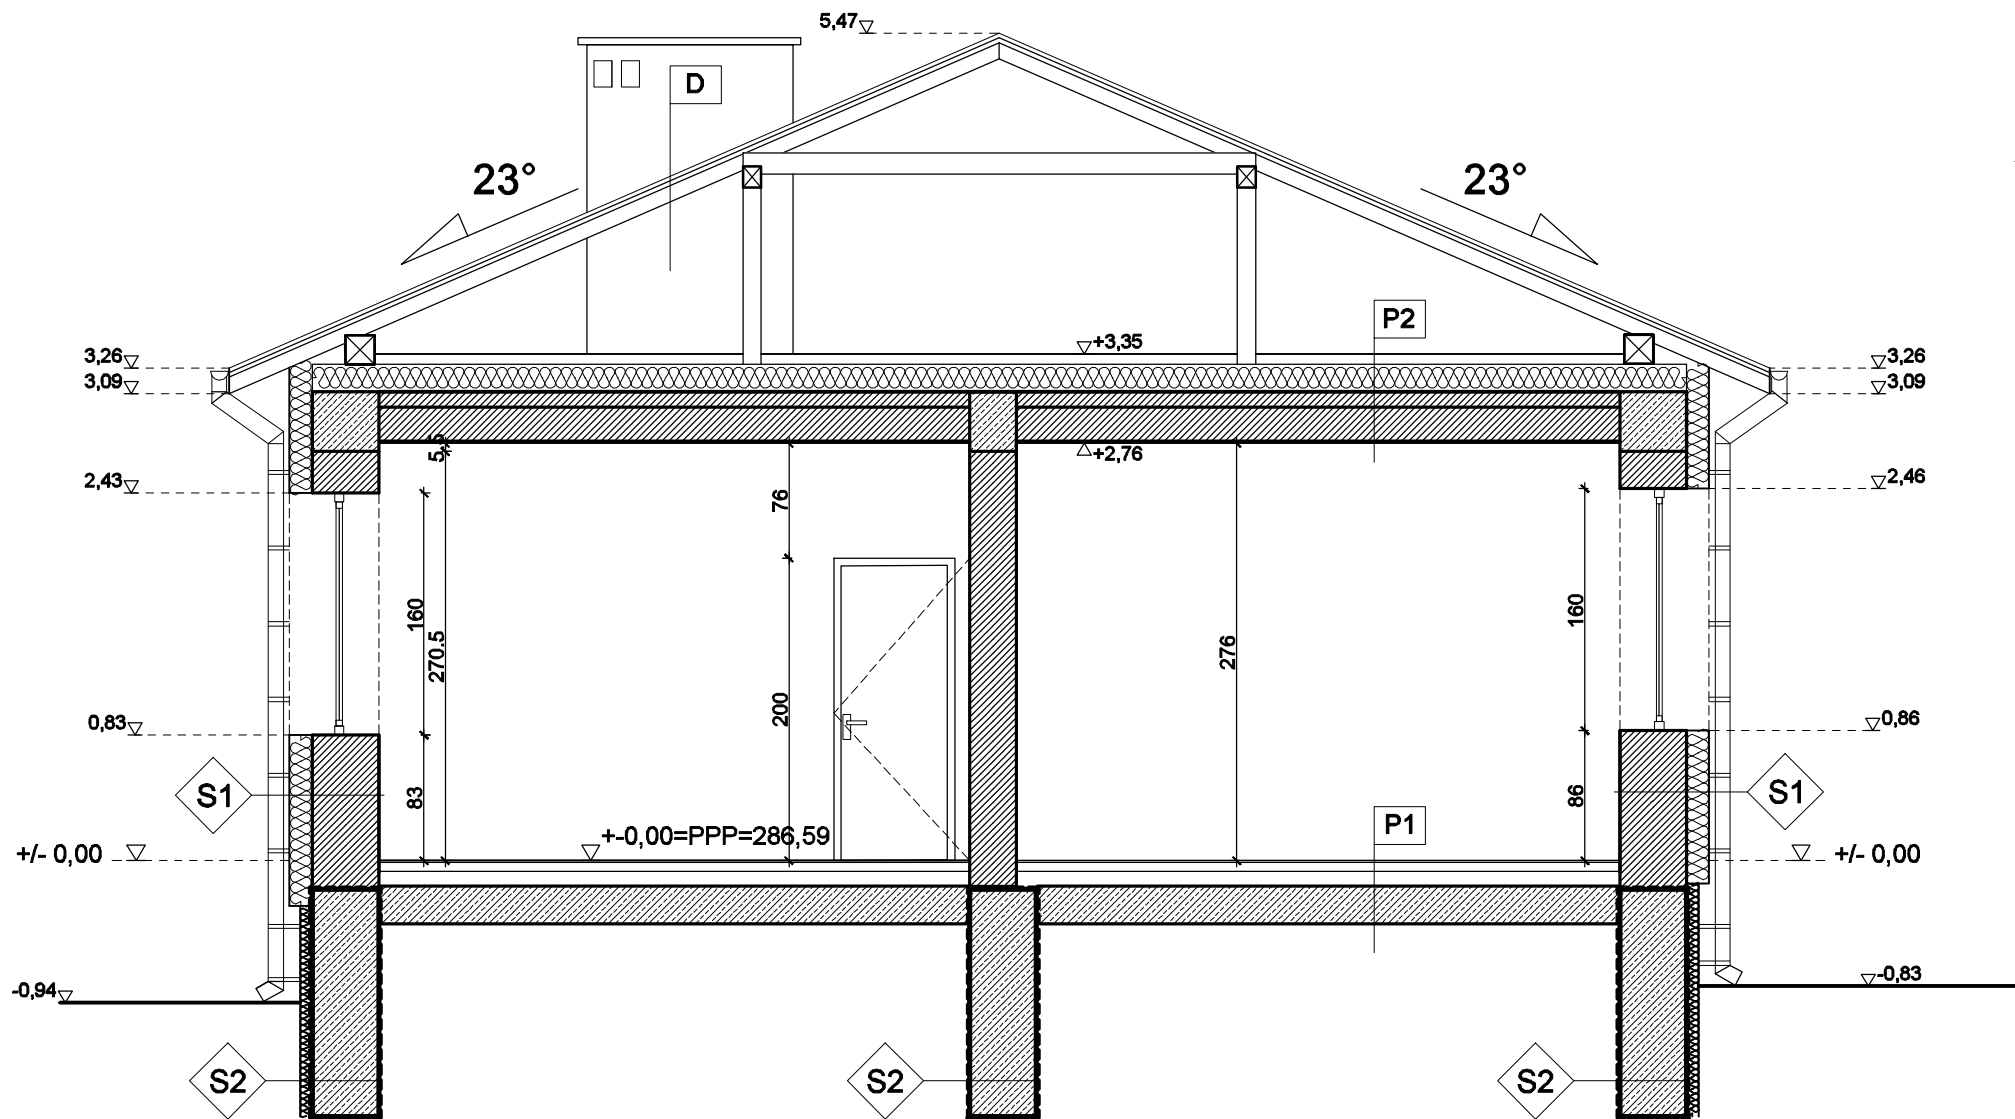 5,47
D
23°
23°
P2
+3,35
3,26
3,26
3,09
3,09
5.5
+2,76
2,43
2,46
76
160
270.5
160
276
200
0,83
0,86
S1
83
86
S1
P1
+-0,00=PPP=286,59
+/- 0,00
+/- 0,00
-0,94
-0,83
S2
S2
S2